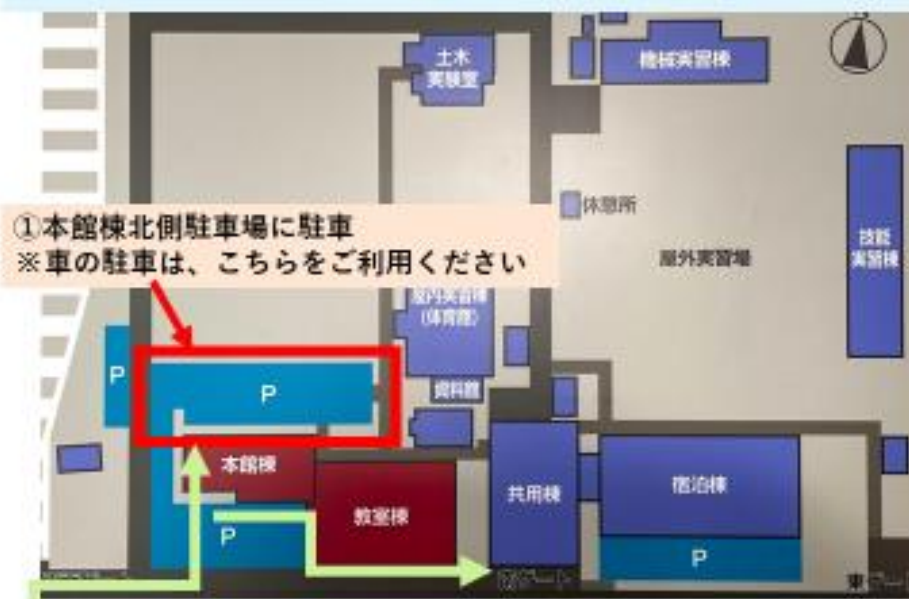 土木
実験室
機械実習棟
①本館棟北側駐車場に駐車
※車の駐車は、こちらをご利用ください
休憩所
屋外実習場
技能
実習棟
屋内実習棟
（体育館）
P
P
資料館
本館棟
教室棟
共用棟
宿泊棟
P
P